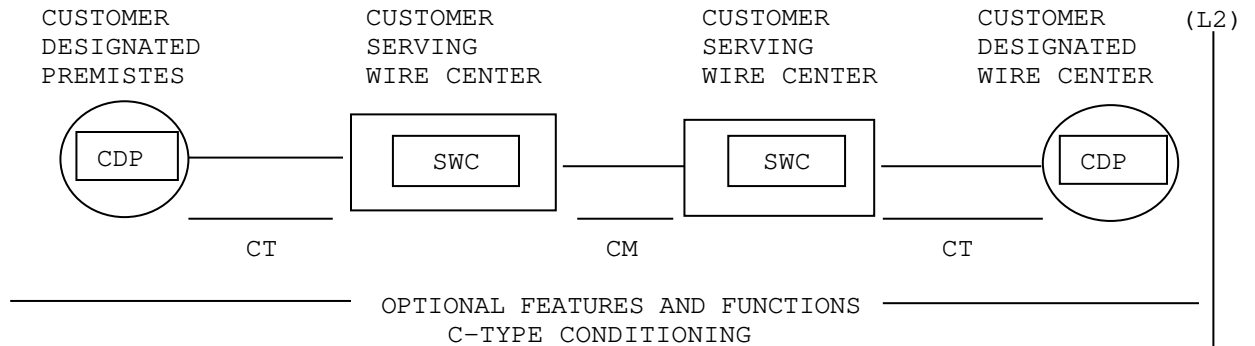 CUSTOMER DESIGNATED PREMISTES
CUSTOMER SERVING WIRE CENTER
CUSTOMER SERVING WIRE CENTER
CUSTOMER DESIGNATED WIRE CENTER
(L2)
CDP
SWC
SWC
CDP
CT
CM
CT
OPTIONAL FEATURES AND FUNCTIONS
C-TYPE CONDITIONING